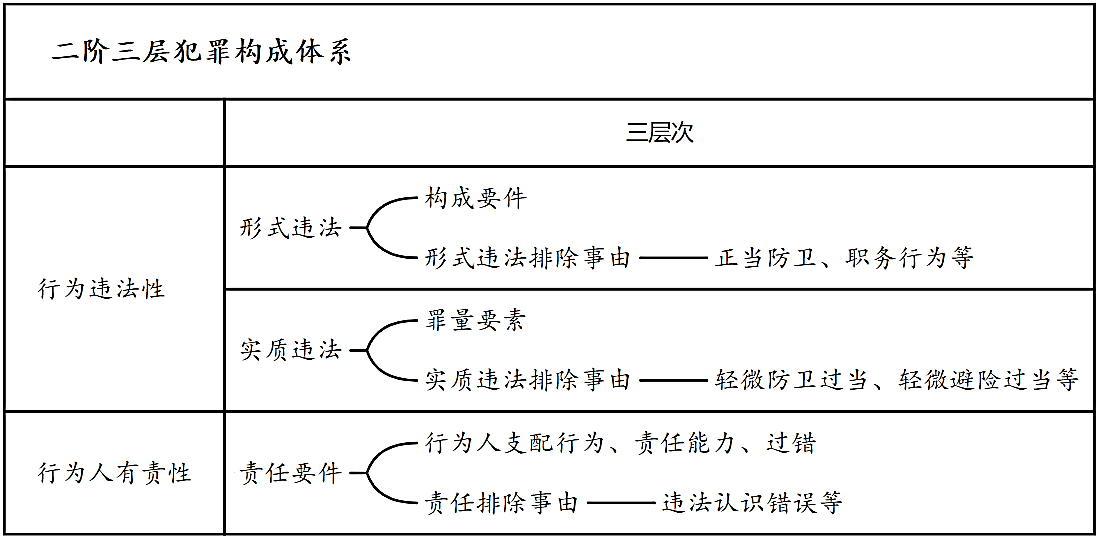 二阶三层犯罪构成体系
三层次
行为违法性
形式违法
构成要件
形式违法排除事由
正当防卫、职务行为等
实质违法
罪量要素
实质违法排除事由
轻微防卫过当、轻微避险过当等
行为人有责性
责任要件
行为人支配行为、责任能力、过错
责任排除事由
违法认识错误等